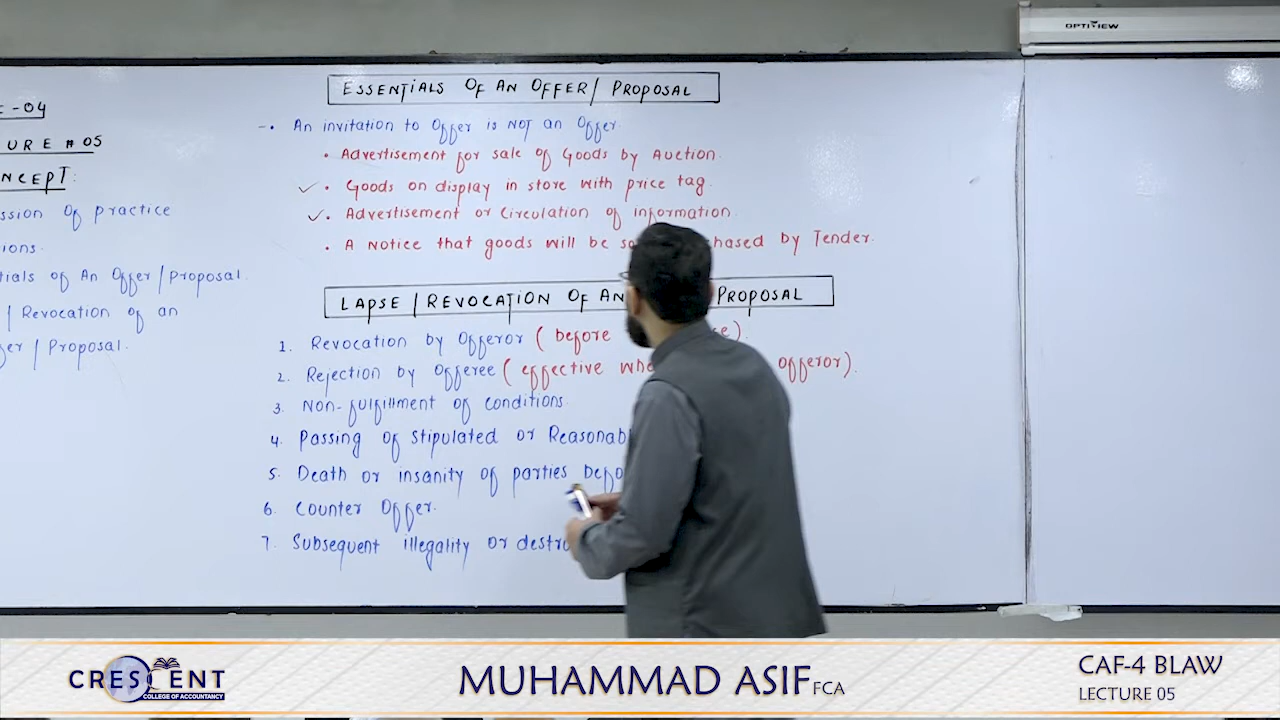 OPTIVIEW
-04
URE # 05
NCEPT:
ssion Of practice
ions.
tials of An Offer/Proposal.
/ Revocation of an
er / Proposal.
ESSENTIALS OF AN OFFER/ PROPOSAL
-• An invitation to Offer is NOT an Offer
• Advertisement for sale of Goods by Auction.
✓ • Goods on display in store with price tag.
✓ • Advertisement or Circulation of information.
• A Notice that goods will be by Tender.
LAPSE / REVOCATION OF AN PROPOSAL
1. Revocation by Offeror ( before ).
2. Rejection by Offeree ( effective offeror).
3. Non-fulfillment of conditions.
4. Passing of Stipulated or
5. Death or insanity of parties
6. Counter Offer.
7. Subsequent illegality or
CRESCENT
COLLEGE OF ACCOUNTANCY
MUHAMMAD ASIF FCA
CAF-4 BLAW
LECTURE 05